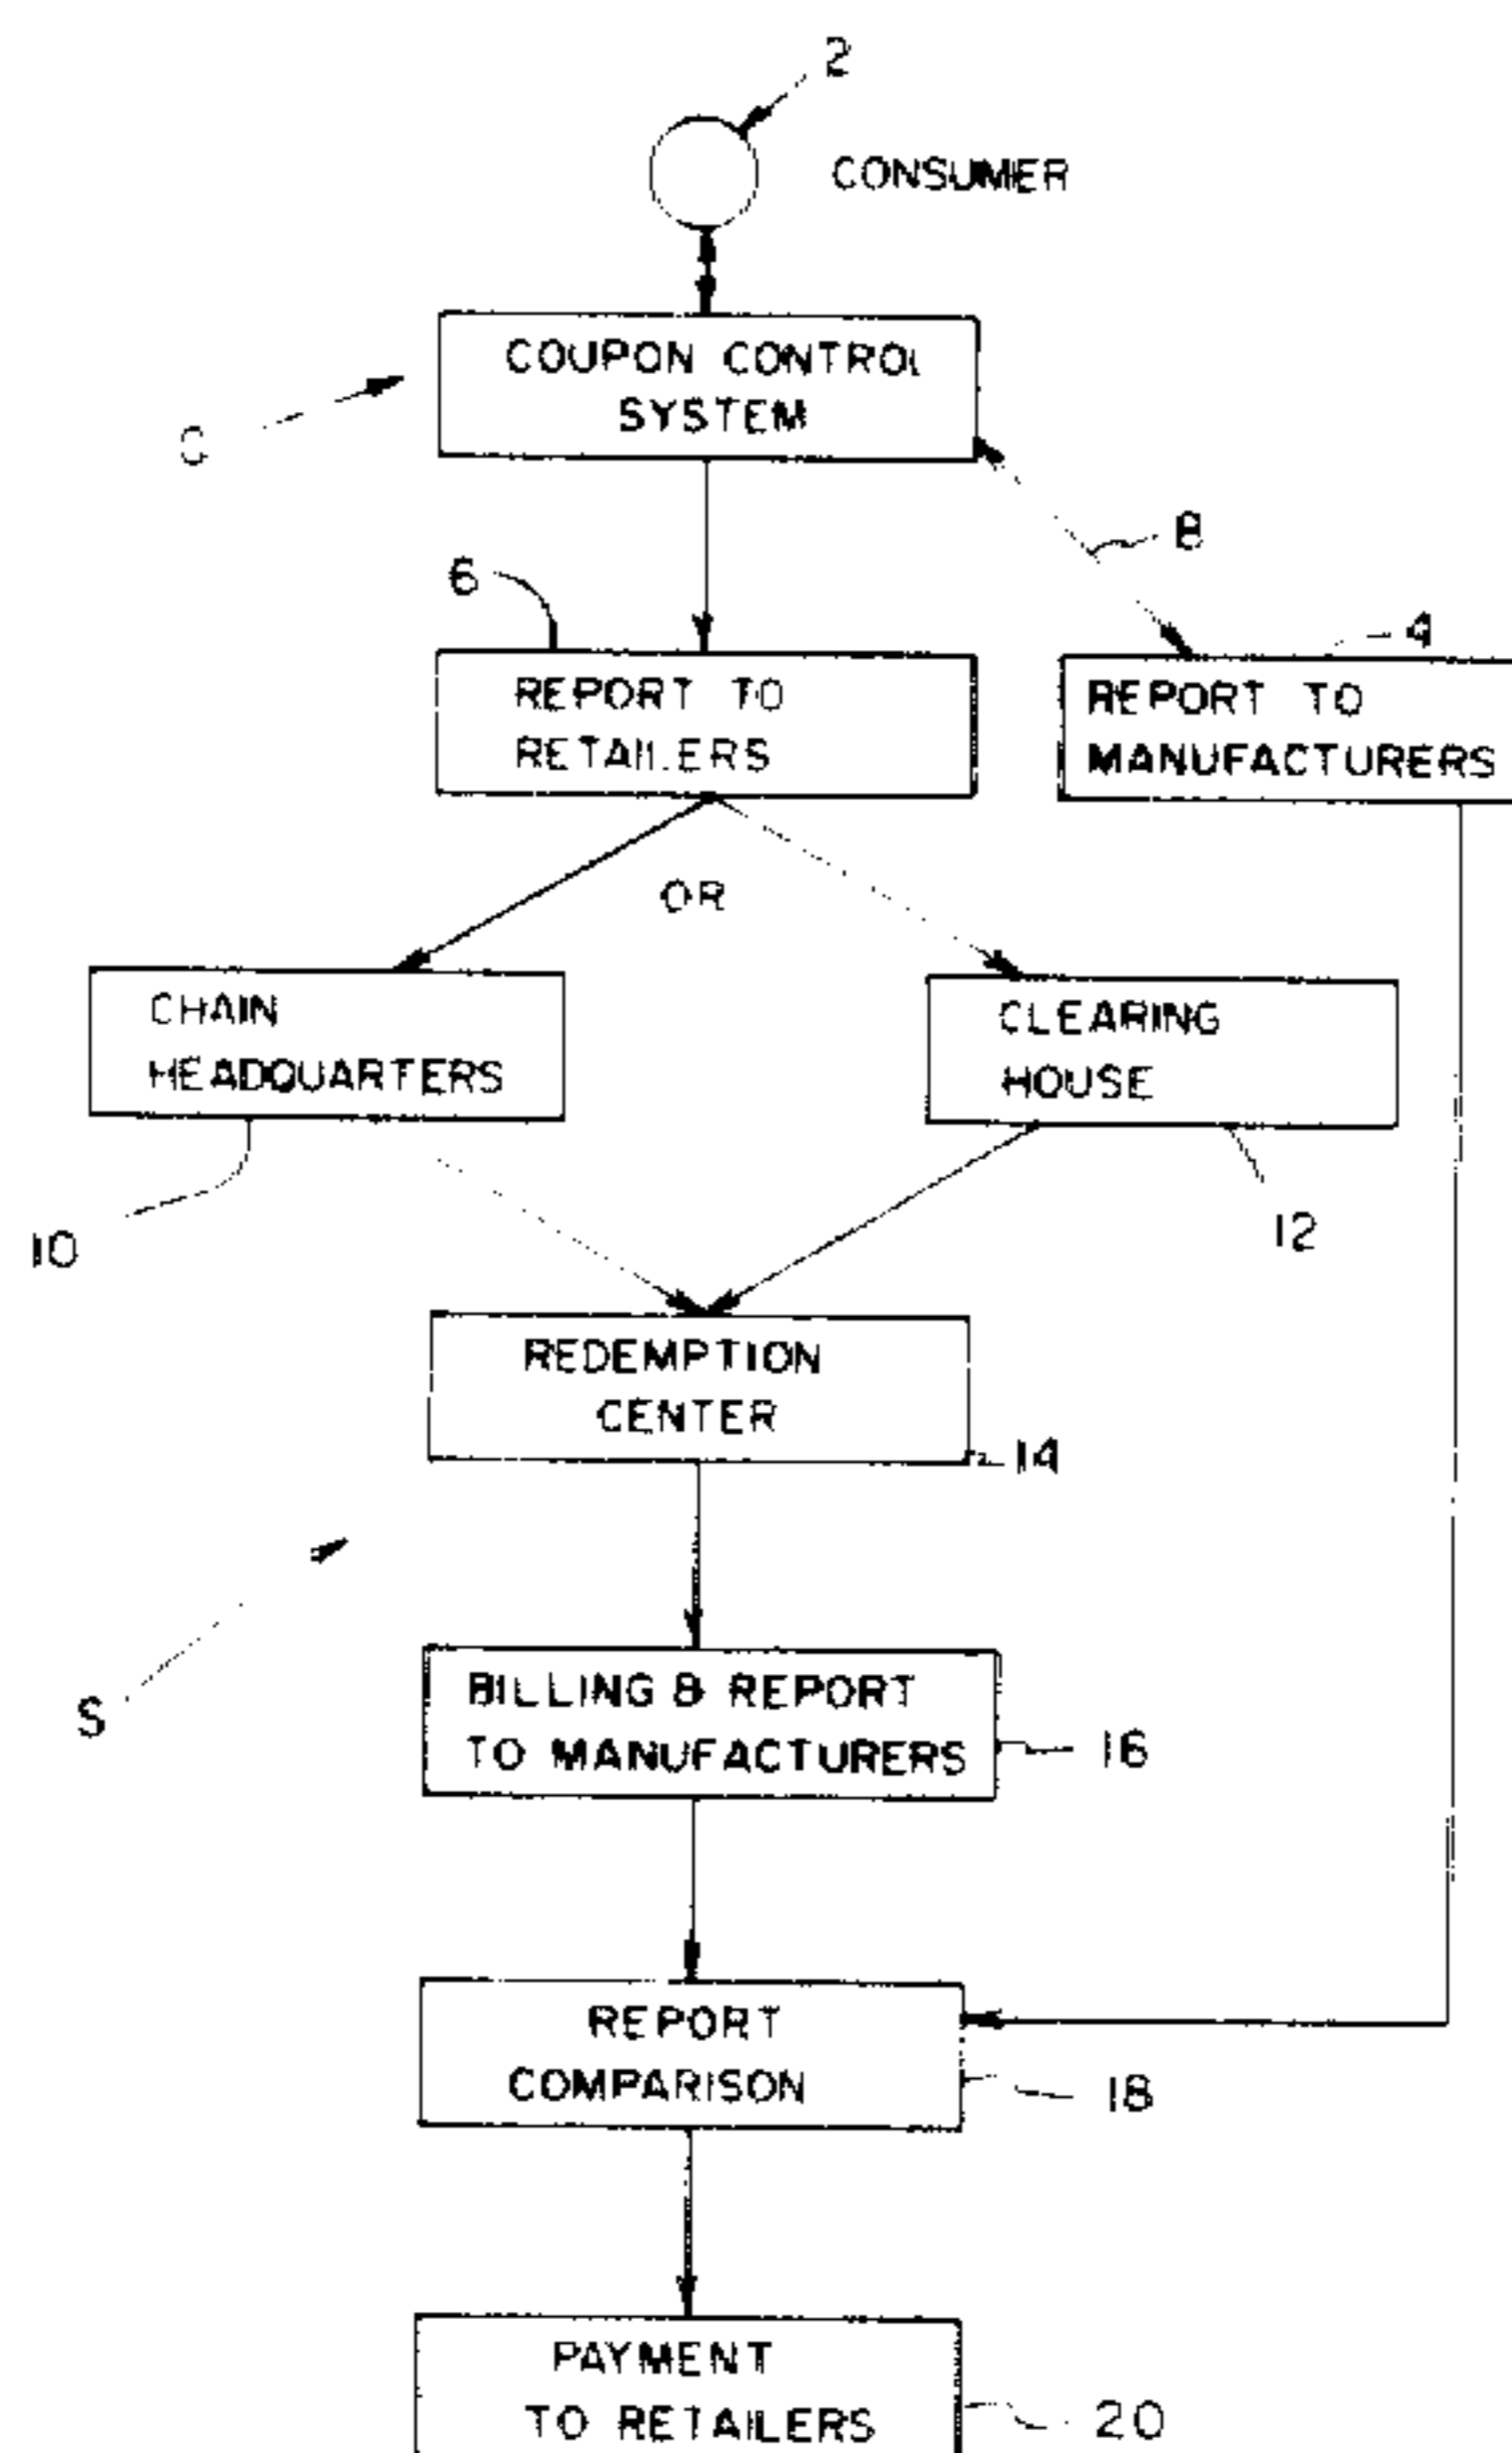 2
CONSUMER
COUPON CONTROL
SYSTEM
C
8
6
4
REPORT TO
RETAILERS
REPORT TO
MANUFACTURERS
OR
CHAIN
HEADQUARTERS
CLEARING
HOUSE
10
12
REDEMPTION
CENTER
14
S
BILLING & REPORT
TO MANUFACTURERS
16
REPORT
COMPARISON
18
PAYMENT
TO RETAILERS
20